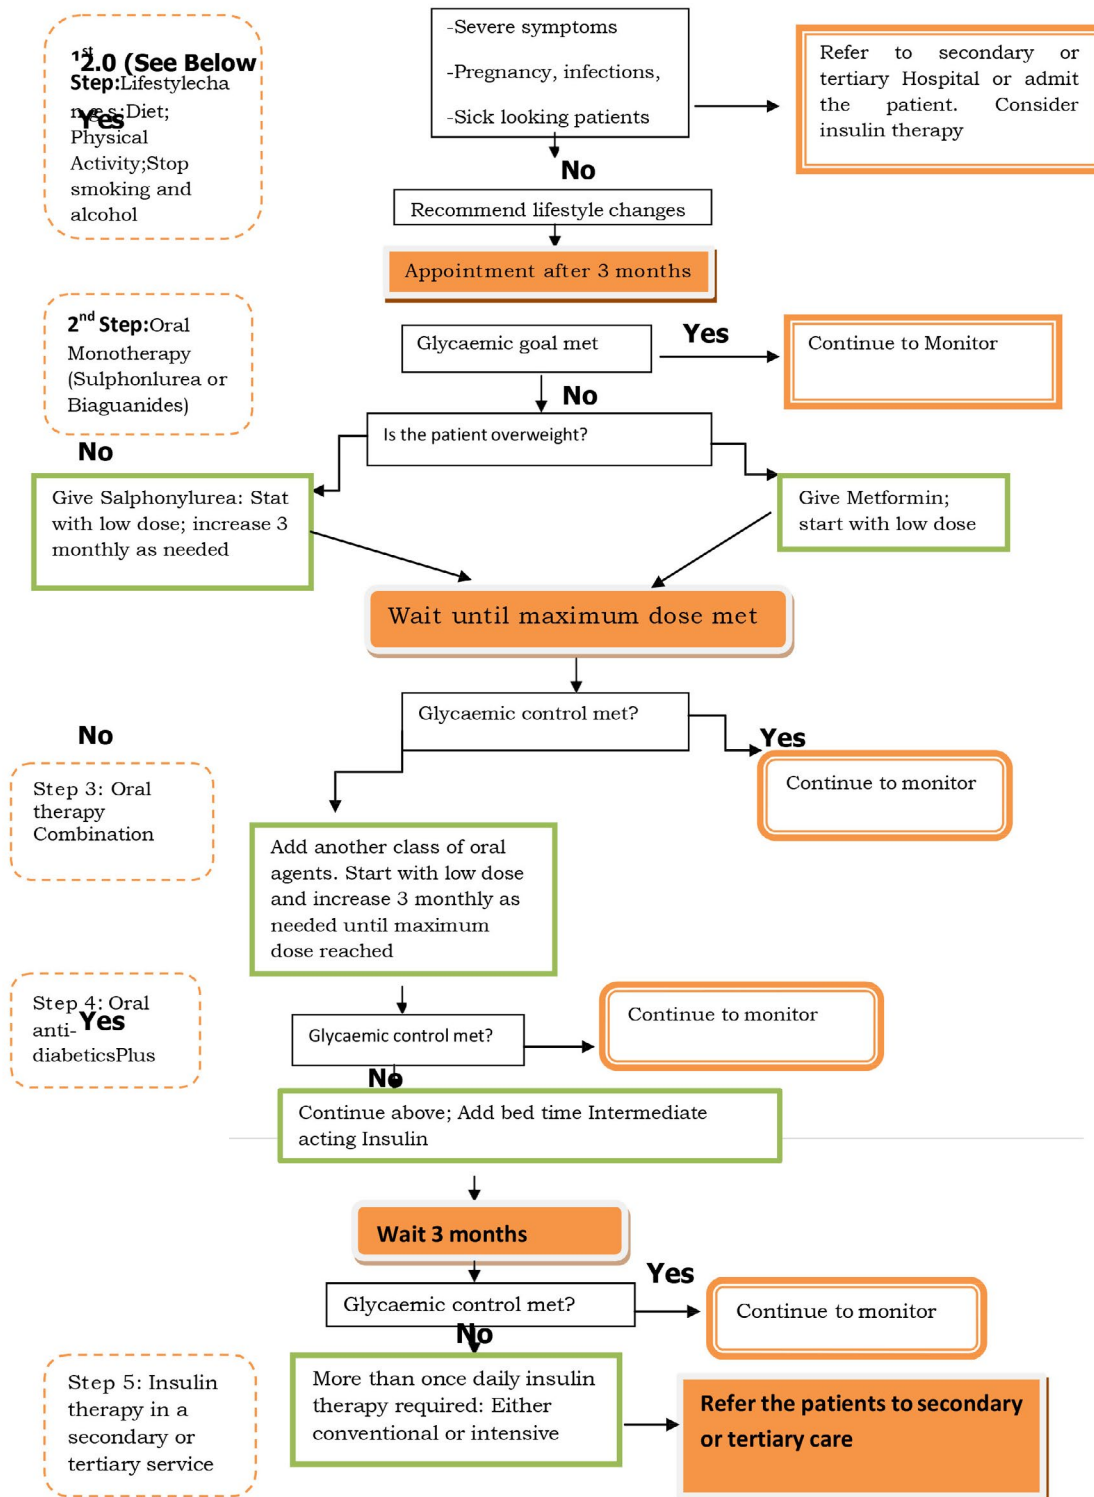 -Severe symptoms
-Pregnancy, infections,
-Sick looking patients
Refer to secondary or
tertiary Hospital or admit
the patient. Consider
insulin therapy
1st
2.0 (See Below
Step:Lifestylecha
nges:Diet;
Yes
Physical
Activity;Stop
smoking and
alcohol
No
Recommend lifestyle changes
Appointment after 3 months
2nd Step:Oral
Monotherapy
(Sulphonlurea or
Biaguanides)
Glycaemic goal met
Yes
Continue to Monitor
No
Is the patient overweight?
No
Give Salphonylurea: Stat
with low dose; increase 3
monthly as needed
Give Metformin;
start with low dose
Wait until maximum dose met
Glycaemic control met?
No
Yes
Continue to monitor
Step 3: Oral
therapy
Combination
Add another class of oral
agents. Start with low dose
and increase 3 monthly as
needed until maximum
dose reached
Step 4: Oral
anti-
Yes
diabeticsPlus
Glycaemic control met?
Continue to monitor
No
Continue above; Add bed time Intermediate
acting Insulin
Wait 3 months
Glycaemic control met?
Yes
Continue to monitor
No
Step 5: Insulin
therapy in a
secondary or
tertiary service
More than once daily insulin
therapy required: Either
conventional or intensive
Refer the patients to secondary
or tertiary care